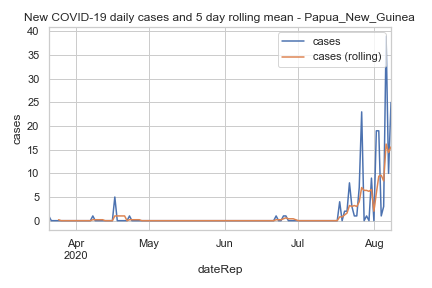 New COVID-19 daily cases and 5 day rolling mean - Papua_New_Guinea
cases
cases (rolling)
40
35
30
25
20
15
10
5
0
cases
Apr
2020
May
Jun
Jul
Aug
dateRep